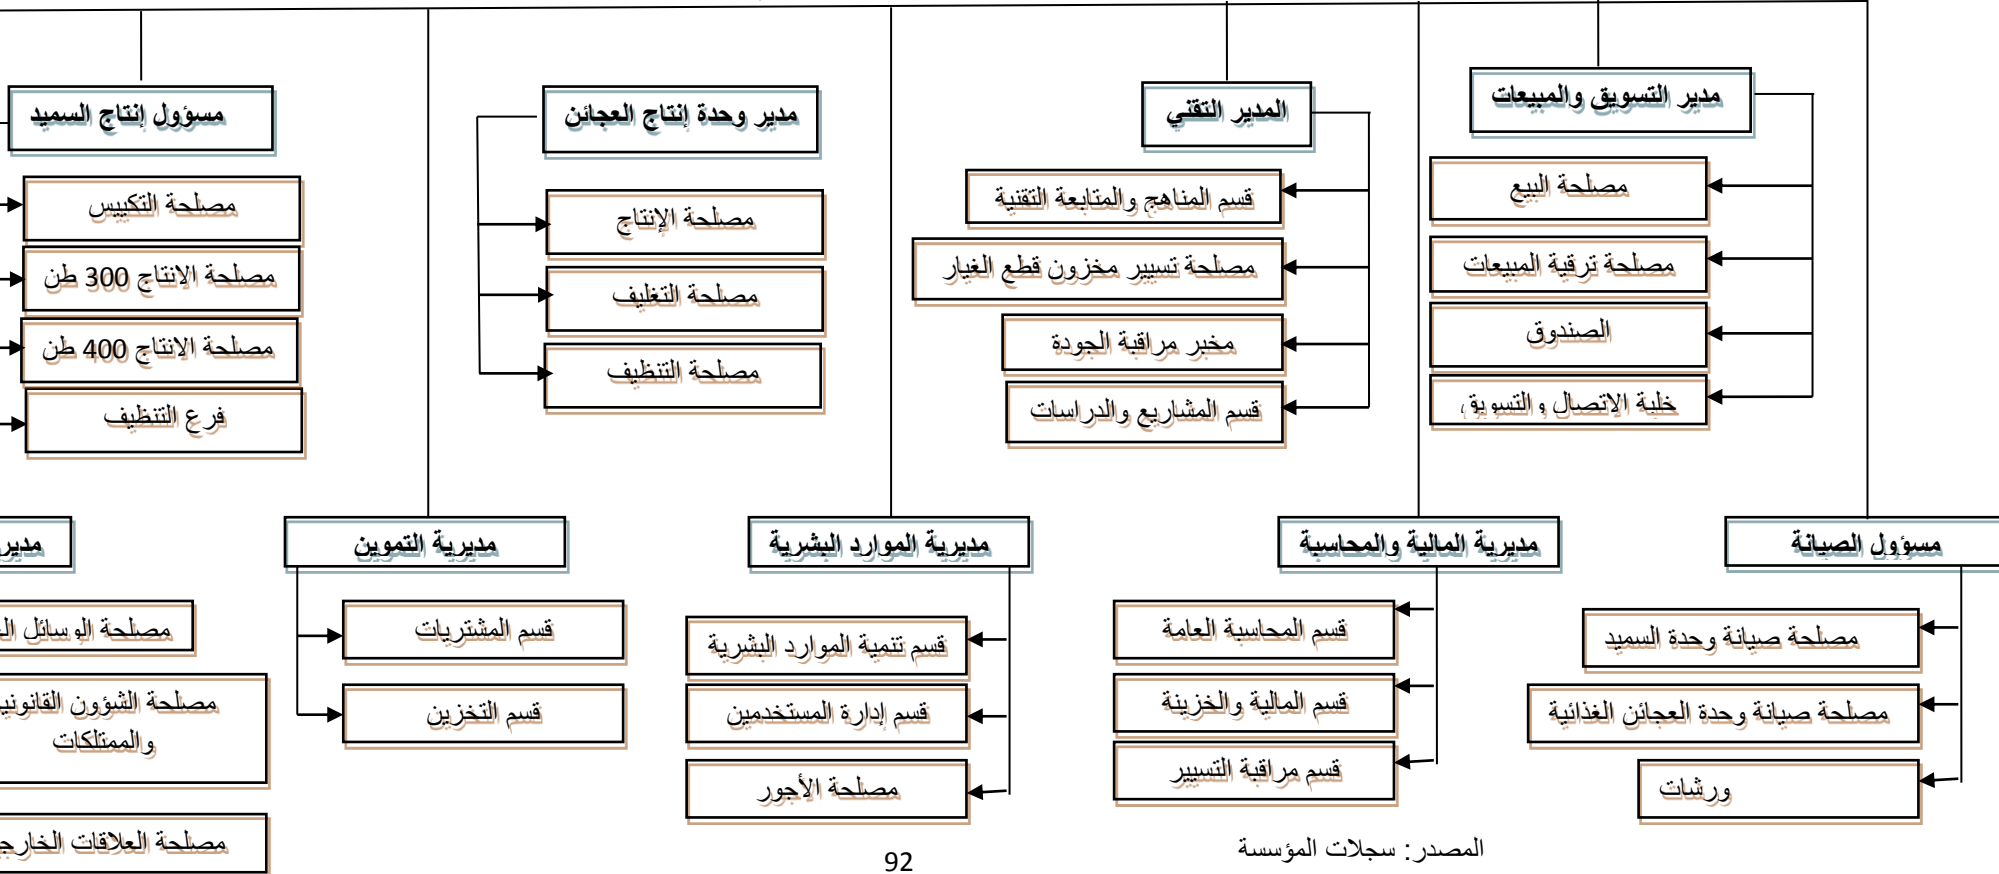 مدير التسويق والمبيعات
مصلحة البيع
مصلحة ترقية المبيعات
الصندوق
خلية الاتصال والتسويق
المدير التقني
قسم المناهج والمتابعة التقنية
مصلحة تسيير مخزون قطع الغيار
مخبر مراقبة الجودة
قسم المشاريع والدراسات
مدير وحدة إنتاج العجائن
مصلحة الإنتاج
مصلحة التغليف
مصلحة التنظيف
مسؤول إنتاج السميد
مصلحة التكييس
مصلحة الانتاج 300 طن
مصلحة الانتاج 400 طن
فرع التنظيف
مسؤول الصيانة
مصلحة صيانة وحدة السميد
مصلحة صيانة وحدة العجائن الغذائية
ورشات
مديرية المالية والمحاسبة
قسم المحاسبة العامة
قسم المالية والخزينة
قسم مراقبة التسيير
مديرية الموارد البشرية
قسم تنمية الموارد البشرية
قسم إدارة المستخدمين
مصلحة الأجور
مديرية التموين
قسم المشتريات
قسم التخزين
مصلحة الوسائل
مصلحة الشؤون
والممتلكات
مصلحة العلاقات
المصدر: سجلات المؤسسة
92